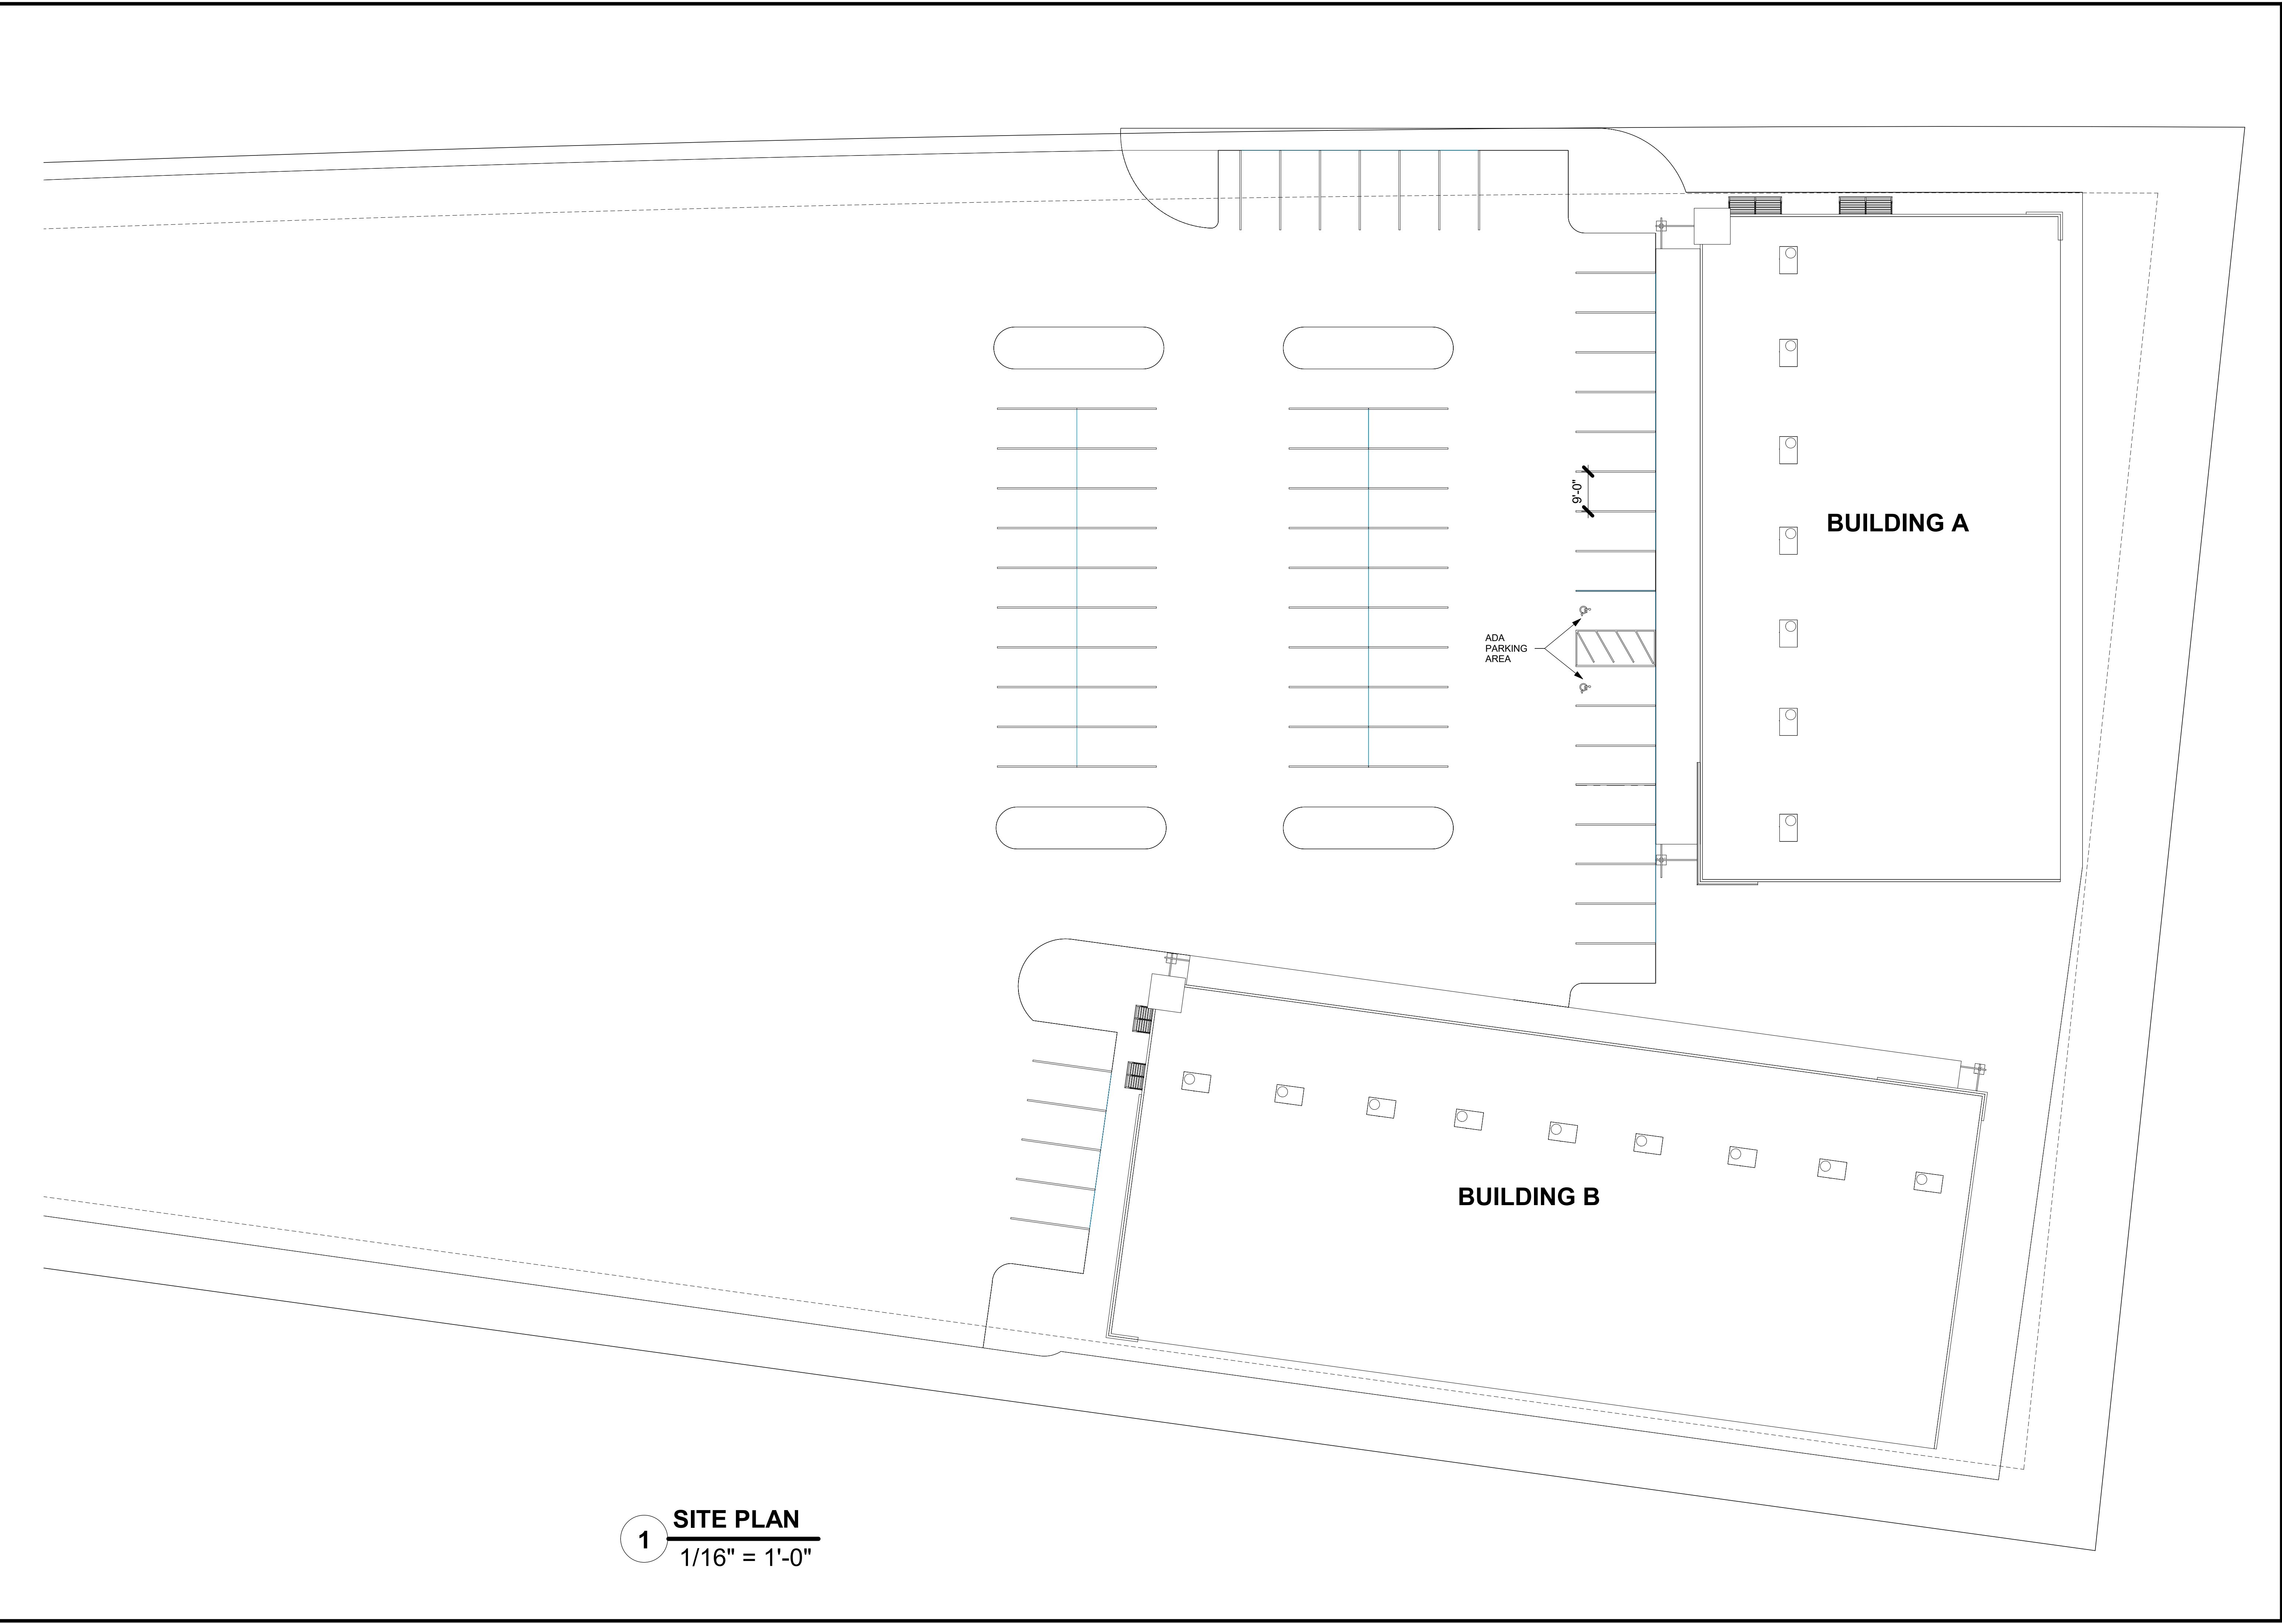 9'-0"
BUILDING A
ADA
PARKING
AREA
BUILDING B
1
SITE PLAN
1/16" = 1'-0"